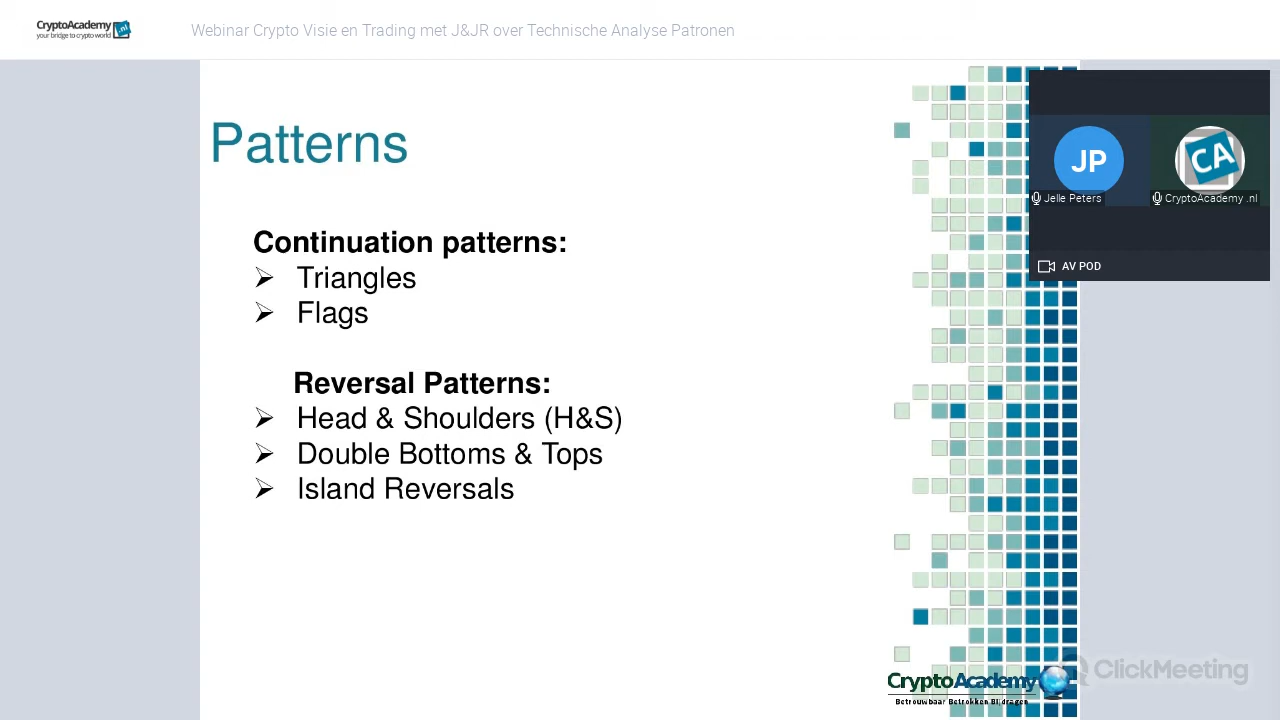 CryptoAcademy.nl
your bridge to crypto world
Webinar Crypto Visie en Trading met J&JR over Technische Analyse Patronen
Patterns
Continuation patterns:
➢ Triangles
➢ Flags
Reversal Patterns:
➢ Head & Shoulders (H&S)
➢ Double Bottoms & Tops
➢ Island Reversals
JP
CA
Jelle Peters
CryptoAcademy .nl
AV POD
ClickMeeting
CryptoAcademy
Betrouwbaar Betrokken Bijdragen